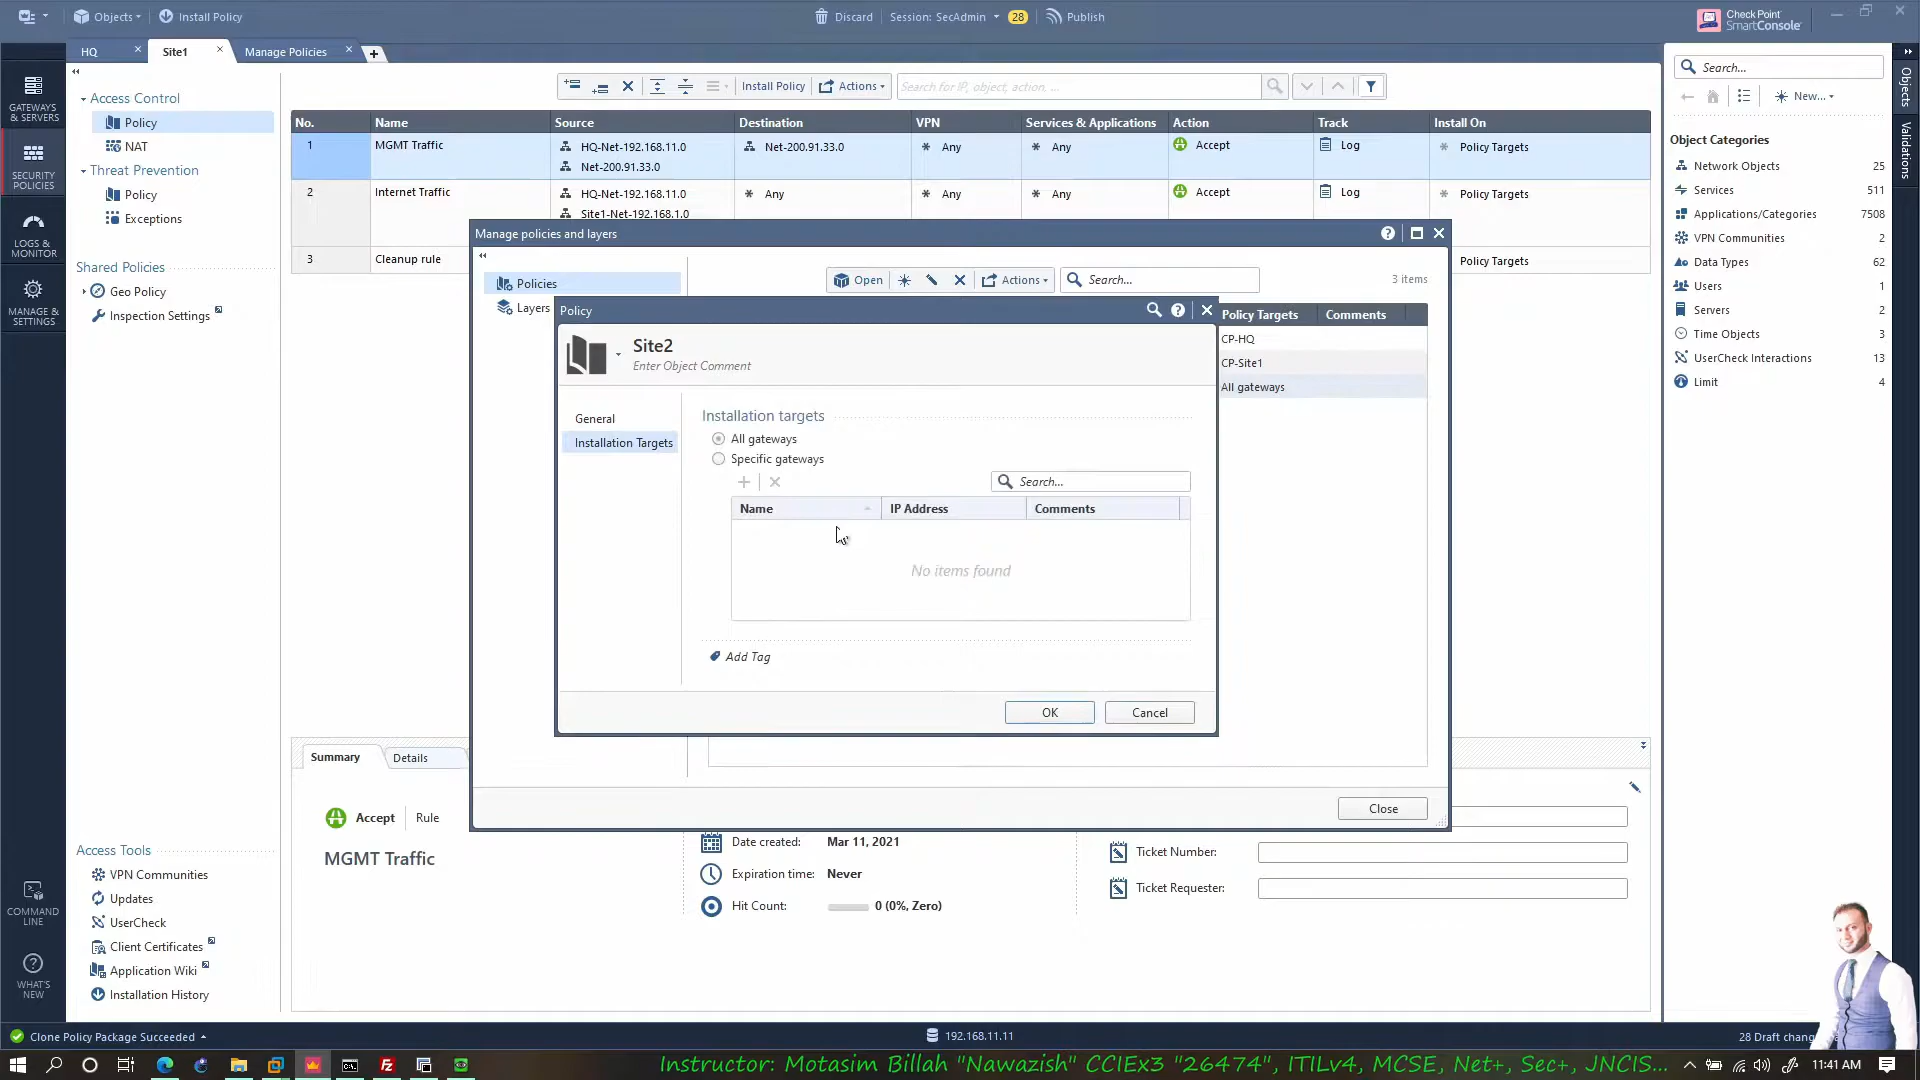 Objects
Install Policy
Discard
Session: SecAdmin
28
Publish
Check Point
SmartConsole
HQ
Site1
Manage Policies
GATEWAYS
& SERVERS
SECURITY
POLICIES
LOGS &
MONITOR
MANAGE &
SETTINGS
COMMAND
LINE
WHAT'S
NEW
Access Control
Policy
NAT
Threat Prevention
Policy
Exceptions
Shared Policies
Geo Policy
Inspection Settings
Access Tools
VPN Communities
Updates
UserCheck
Client Certificates
Application Wiki
Installation History
Install Policy
Actions
Search for IP, object, action, ...
No. Name Source Destination VPN Services & Applications Action Track Install On
1 MGMT Traffic HQ-Net-192.168.11.0 Net-200.91.33.0 Any Any Accept Log Policy Targets
Net-200.91.33.0
2 Internet Traffic HQ-Net-192.168.11.0 Any Any Any Accept Log Policy Targets
Site1-Net-192.168.1.0
3 Cleanup rule Policy Targets
Manage policies and layers
Policies
Layers
Open
Actions
Search...
3 items
Policy Targets Comments
CP-HQ
CP-Site1
All gateways
Policy
Site2
Enter Object Comment
General
Installation Targets
Installation targets
All gateways
Specific gateways
Search...
Name IP Address Comments
No items found
Add Tag
OK
Cancel
Close
Summary
Details
Accept
Rule
MGMT Traffic
Date created: Mar 11, 2021
Expiration time: Never
Hit Count: 0 (0%, Zero)
Ticket Number:
Ticket Requester:
Search...
New...
Object Categories
Network Objects 25
Services 511
Applications/Categories 7508
VPN Communities 2
Data Types 62
Users 1
Servers 2
Time Objects 3
UserCheck Interactions 13
Limit 4
Objects
Validations
Clone Policy Package Succeeded
192.168.11.11
28 Draft chang
Instructor: Motasim Billah "Nawazish" CCIEx3 "26474", ITILv4, MCSE, Net+, Sec+, JNCIS...
11:41 AM